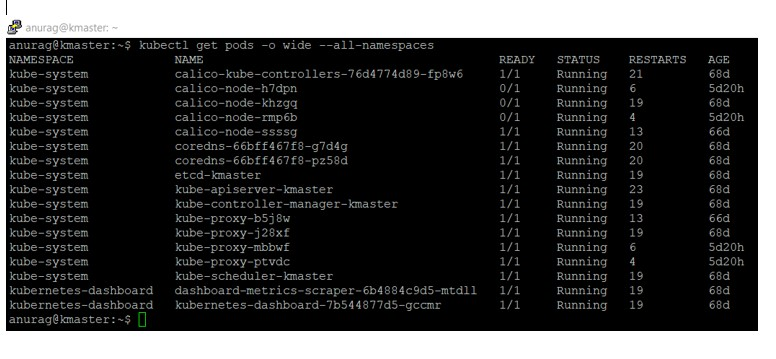 anurag@kmaster: ~
anurag@kmaster:~$ kubectl get pods -o wide --all-namespaces
NAMESPACE NAME READY STATUS RESTARTS AGE
kube-system calico-kube-controllers-76d4774d89-fp8w6 1/1 Running 21 68d
kube-system calico-node-h7dpn 0/1 Running 6 5d20h
kube-system calico-node-khzgq 0/1 Running 19 68d
kube-system calico-node-rmp6b 0/1 Running 4 5d20h
kube-system calico-node-ssssg 1/1 Running 13 66d
kube-system coredns-66bff467f8-g7d4g 1/1 Running 20 68d
kube-system coredns-66bff467f8-pz58d 1/1 Running 20 68d
kube-system etcd-kmaster 1/1 Running 19 68d
kube-system kube-apiserver-kmaster 1/1 Running 23 68d
kube-system kube-controller-manager-kmaster 1/1 Running 19 68d
kube-system kube-proxy-b5j8w 1/1 Running 13 66d
kube-system kube-proxy-j28xf 1/1 Running 19 68d
kube-system kube-proxy-mbbwf 1/1 Running 6 5d20h
kube-system kube-proxy-ptvdc 1/1 Running 4 5d20h
kube-system kube-scheduler-kmaster 1/1 Running 19 68d
kubernetes-dashboard dashboard-metrics-scraper-6b4884c9d5-mtdll 1/1 Running 19 68d
kubernetes-dashboard kubernetes-dashboard-7b544877d5-gccmr 1/1 Running 19 68d
anurag@kmaster:~$